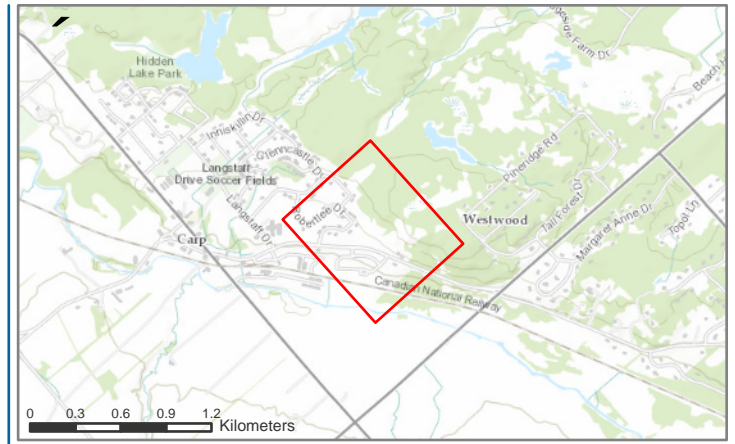 Hidden
Lake Park
Inniskillin Dr
Glenncastle Dr
Langstaff
Drive Soccer Fields
Langstaff Dr
Robertlee Dr
Carp
Westwood
Pineridge Rd
Tall Forest Dr
Margaret Anne Dr
Topol Ln
Farm Dr
Beach H
Canadian National Railway
0 0.3 0.6 0.9 1.2
Kilometers